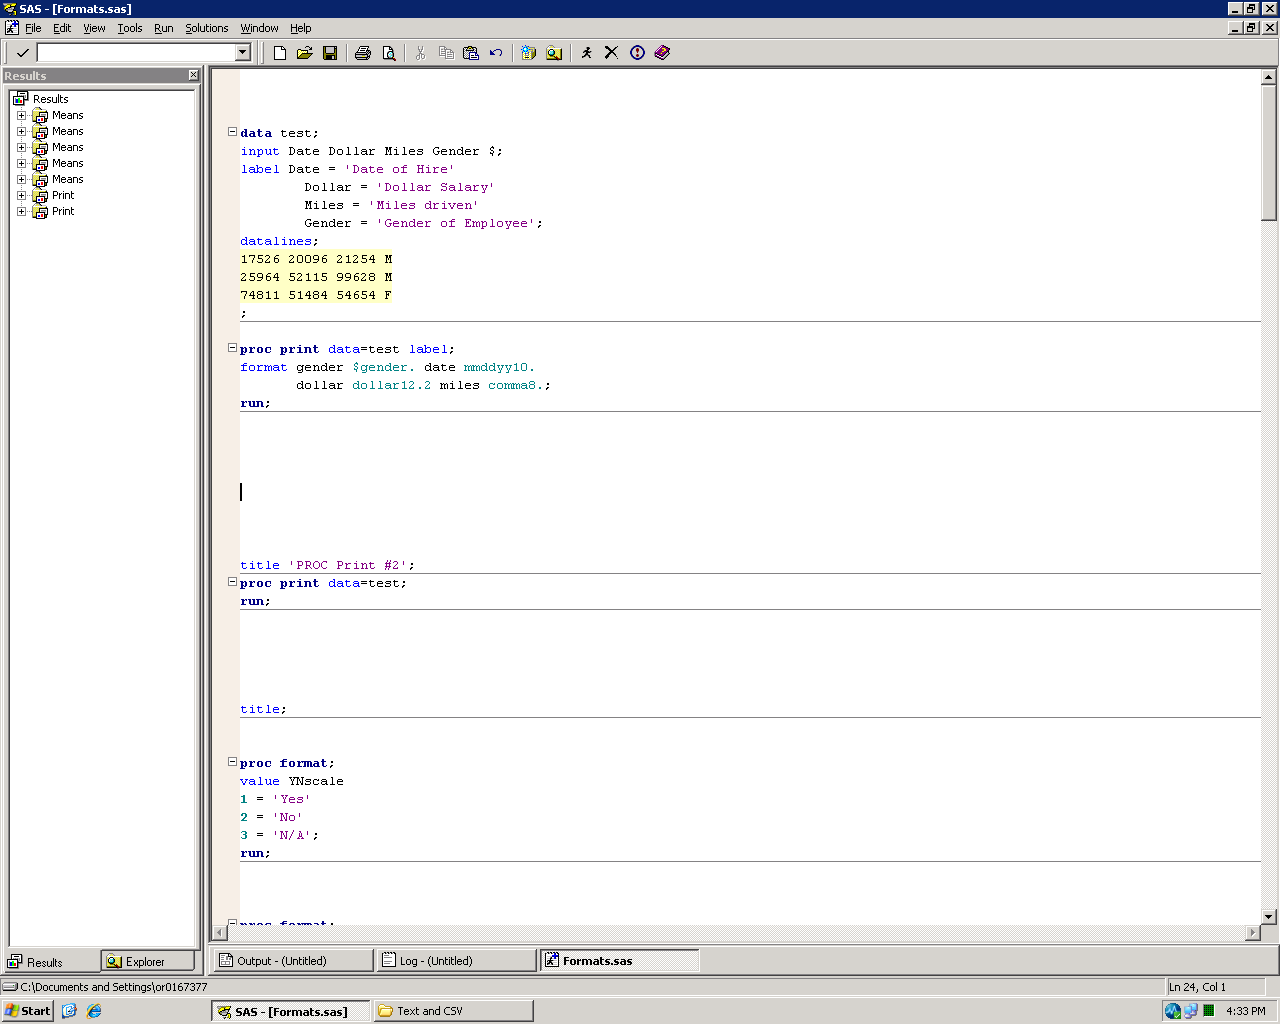 SAS - [Formats.sas]
File Edit View Tools Run Solutions Window Help
Results
Results
Means
Means
Means
Means
Means
Print
Print
data test;
input Date Dollar Miles Gender $;
label Date = 'Date of Hire'
Dollar = 'Dollar Salary'
Miles = 'Miles driven'
Gender = 'Gender of Employee';
datalines;
17526 20096 21254 M
25964 52115 99628 M
74811 51484 54654 F
;
proc print data=test label;
format gender $gender. date mmddyy10.
dollar dollar12.2 miles comma8.;
run;
title 'PROC Print #2';
proc print data=test;
run;
title;
proc format;
value YNscale
1 = 'Yes'
2 = 'No'
3 = 'N/A';
run;
proc format;
Results Explorer
Output - (Untitled) Log - (Untitled) Formats.sas
C:\Documents and Settings\or0167377
Ln 24, Col 1
Start SAS - [Formats.sas] Text and CSV 4:33 PM